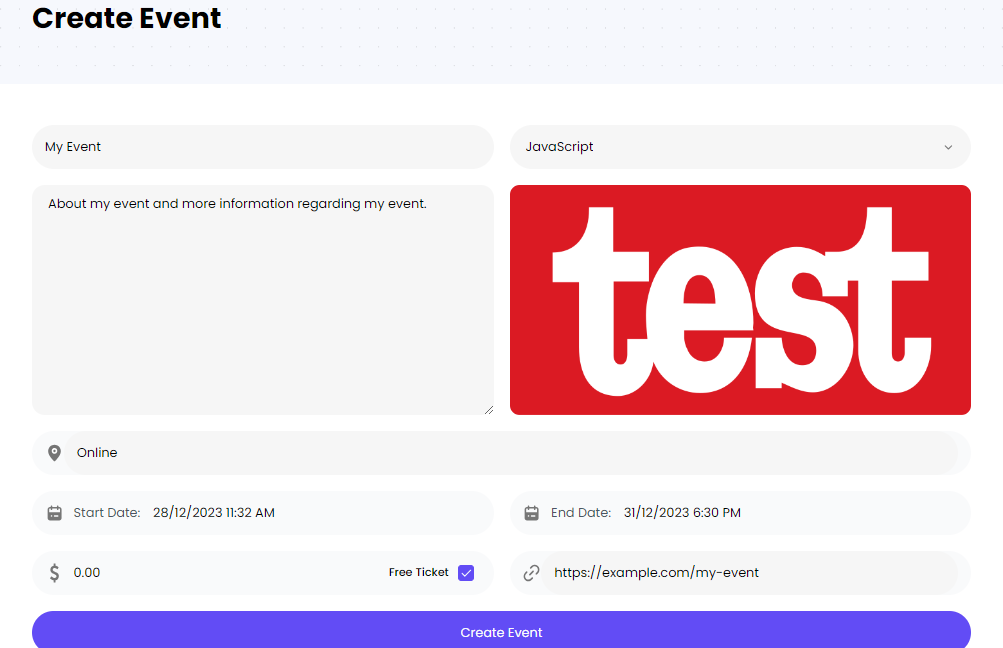 Create Event
My Event
JavaScript
About my event and more information regarding my event.
test
Online
Start Date: 28/12/2023 11:32 AM
End Date: 31/12/2023 6:30 PM
$ 0.00
Free Ticket
https://example.com/my-event
Create Event